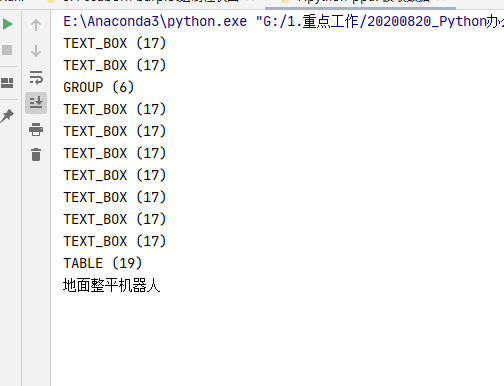 E:\Anaconda3\python.exe "G:/1.重点工作/20200820_Python办
TEXT_BOX (17)
TEXT_BOX (17)
GROUP (6)
TEXT_BOX (17)
TEXT_BOX (17)
TEXT_BOX (17)
TEXT_BOX (17)
TEXT_BOX (17)
TEXT_BOX (17)
TEXT_BOX (17)
TABLE (19)
地面整平机器人